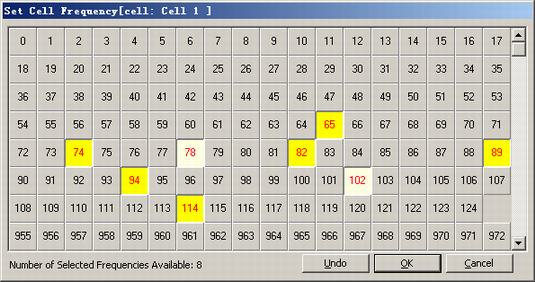 Set Cell Frequency[cell: Cell 1 ]
0 1 2 3 4 5 6 7 8 9 10 11 12 13 14 15 16 17
18 19 20 21 22 23 24 25 26 27 28 29 30 31 32 33 34 35
36 37 38 39 40 41 42 43 44 45 46 47 48 49 50 51 52 53
54 55 56 57 58 59 60 61 62 63 64 65 66 67 68 69 70 71
72 73 74 75 76 77 78 79 80 81 82 83 84 85 86 87 88 89
90 91 92 93 94 95 96 97 98 99 100 101 102 103 104 105 106 107
108 109 110 111 112 113 114 115 116 117 118 119 120 121 122 123 124
955 956 957 958 959 960 961 962 963 964 965 966 967 968 969 970 971 972
Number of Selected Frequencies Available: 8
Undo OK Cancel